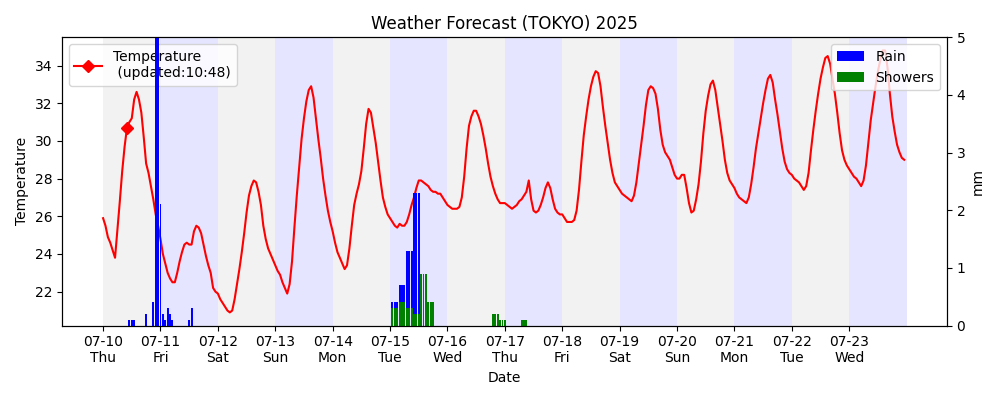 Weather Forecast (TOKYO) 2025
Temperature
(updated:10:48)
Rain
Showers
Temperature
34
32
30
28
26
24
22
5
4
3
2
1
0
mm
07-10 07-11 07-12 07-13 07-14 07-15 07-16 07-17 07-18 07-19 07-20 07-21 07-22 07-23
Thu Fri Sat Sun Mon Tue Wed Thu Fri Sat Sun Mon Tue Wed
Date